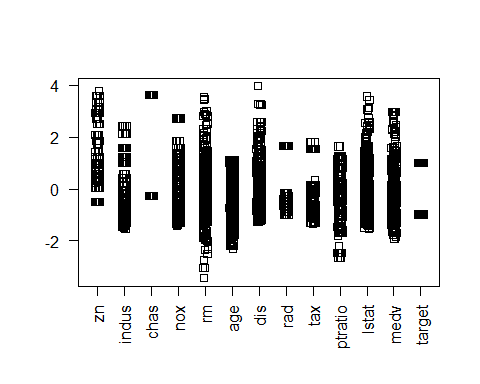 4
2
0
-2
zn
indus
chas
nox
rm
age
dis
rad
tax
ptratio
lstat
medv
target